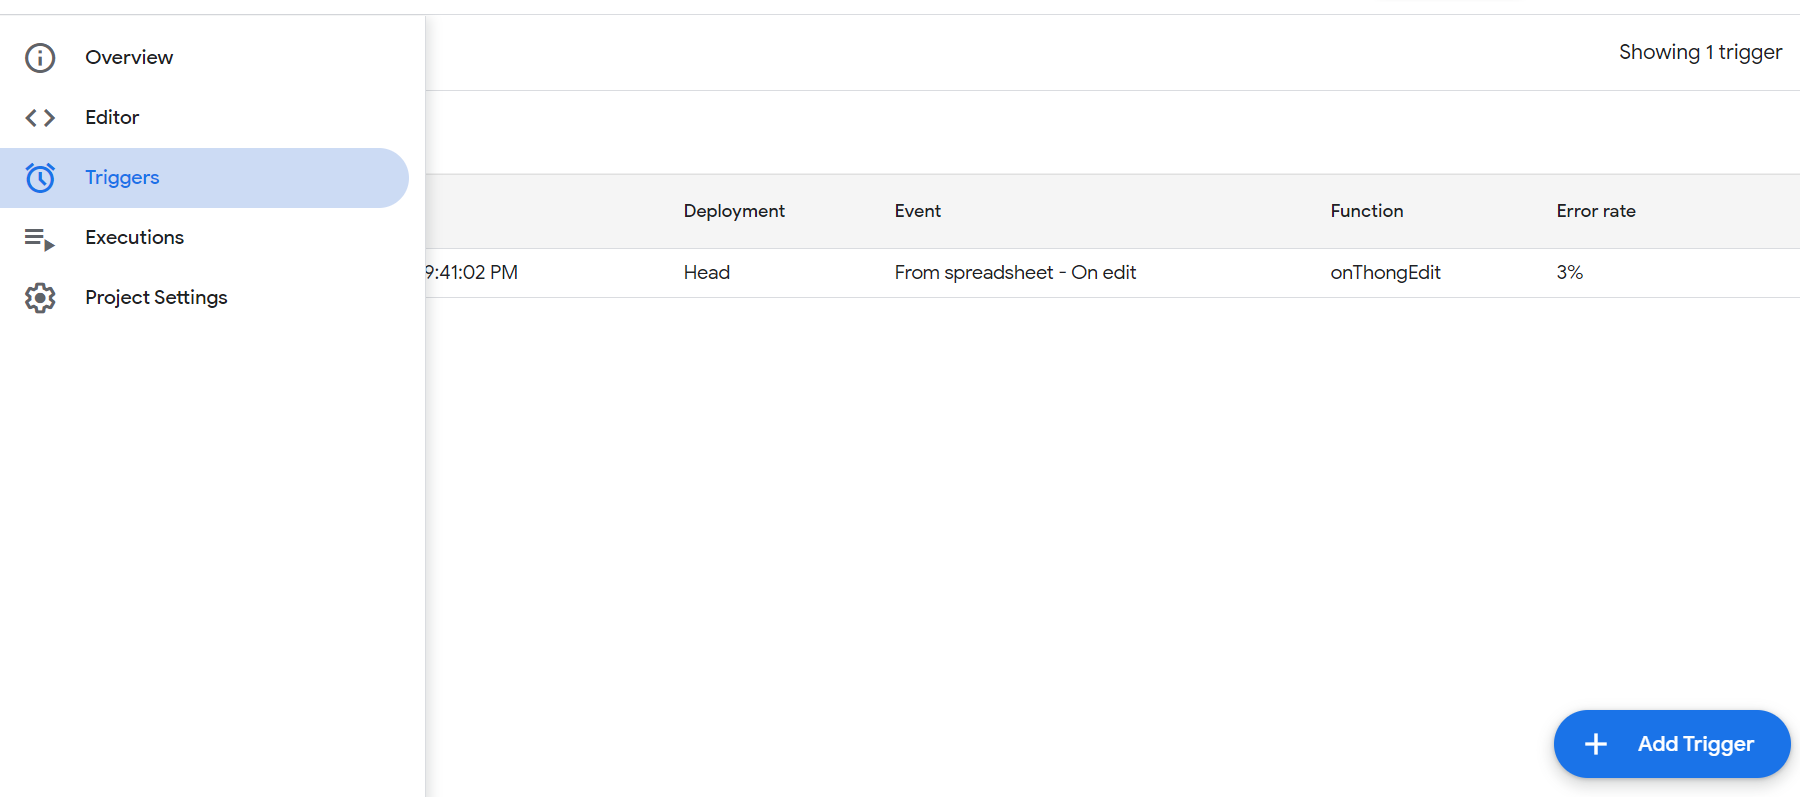 Overview
Editor
Triggers
Executions
Project Settings
Showing 1 trigger
Deployment Event Function Error rate
9:41:02 PM Head From spreadsheet - On edit onThongEdit 3%
Add Trigger